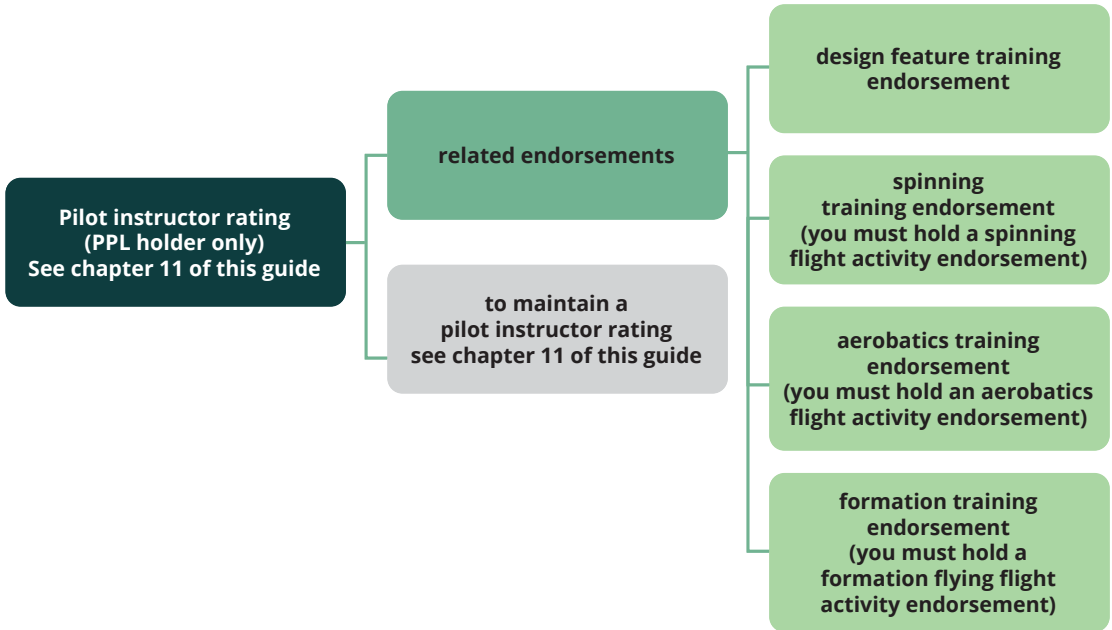 Pilot instructor rating
(PPL holder only)
See chapter 11 of this guide
related endorsements
to maintain a
pilot instructor rating
see chapter 11 of this guide
design feature training
endorsement
spinning
training endorsement
(you must hold a spinning
flight activity endorsement)
aerobatics training
endorsement
(you must hold an aerobatics
flight activity endorsement)
formation training
endorsement
(you must hold a
formation flying flight
activity endorsement)